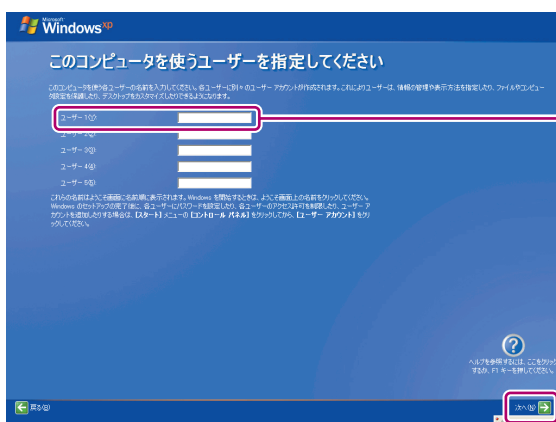 Microsoft
Windows xp
このコンピュータを使うユーザーを指定してください
このコンピュータを使う各ユーザーの名前を入力してください。各ユーザーに別々のユーザー アカウントが作成されます。これによりユーザーは、情報の管理や表示方法を指定したり、ファイルやコンピュー
タ設定を保護したり、デスクトップをカスタマイズしたりできるようになります。
ユーザー 1(Y):
ユーザー 2(2):
ユーザー 3(3):
ユーザー 4(4):
ユーザー 5(5):
これらの名前はようこそ画面に名前順に表示されます。Windows を開始するときは、ようこそ画面上の名前をクリックしてください。
Windows のセットアップの完了後に、各ユーザーにパスワードを設定したり、各ユーザーのアクセス許可を制限したり、ユーザー ア
カウントを追加したりする場合は、[スタート] メニューの [コントロール パネル] をクリックしてから、[ユーザー アカウント] をクリ
ックしてください。
ヘルプを参照するには、ここをクリック
するか、F1 キーを押してください。
戻る(B)
次へ(N)